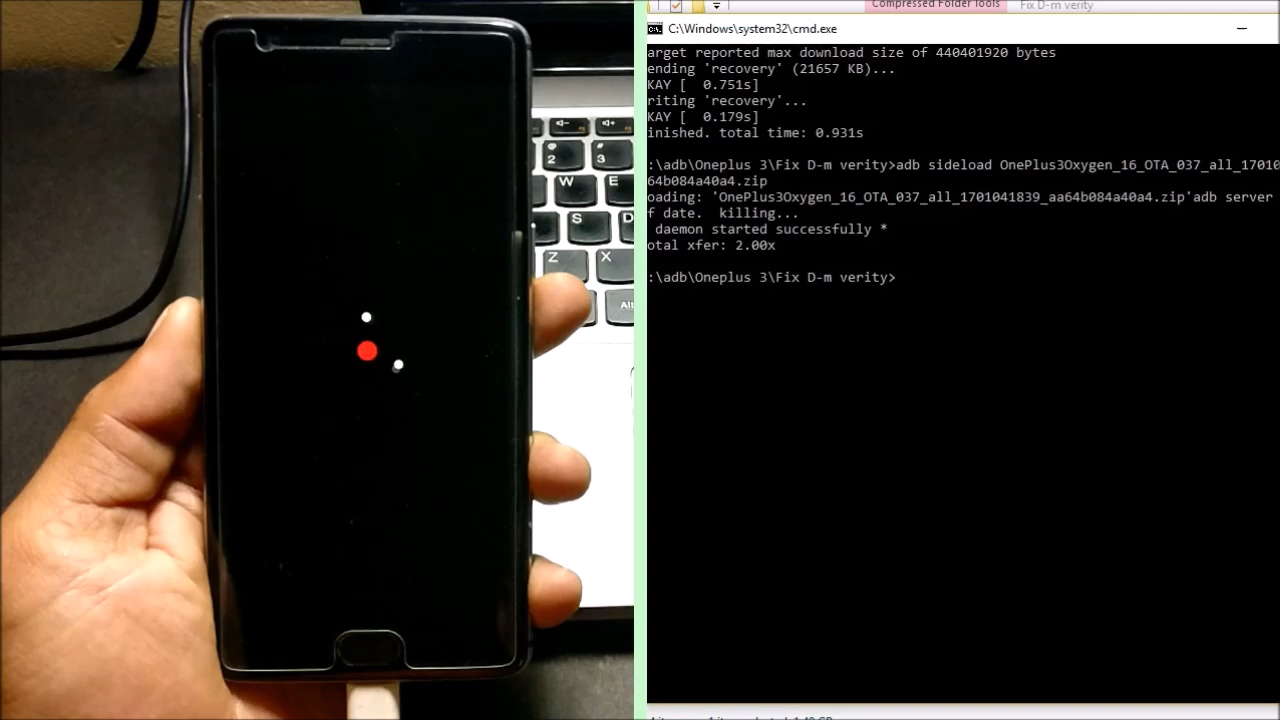 Compressed Folder Tools
Fix D-m verity
C:\Windows\system32\cmd.exe
arget reported max download size of 440401920 bytes
ending 'recovery' (21657 KB)...
KAY [  0.751s]
riting 'recovery'...
KAY [  0.179s]
inished. total time: 0.931s
:\adb\Oneplus 3\Fix D-m verity>adb sideload OnePlus3Oxygen_16_OTA_037_all_17010
64b084a40a4.zip
oading: 'OnePlus3Oxygen_16_OTA_037_all_1701041839_aa64b084a40a4.zip'adb server
f date.  killing...
daemon started successfully *
otal xfer: 2.00x
:\adb\Oneplus 3\Fix D-m verity>
@ 2
# 3
W E
S D
Z X
Alt